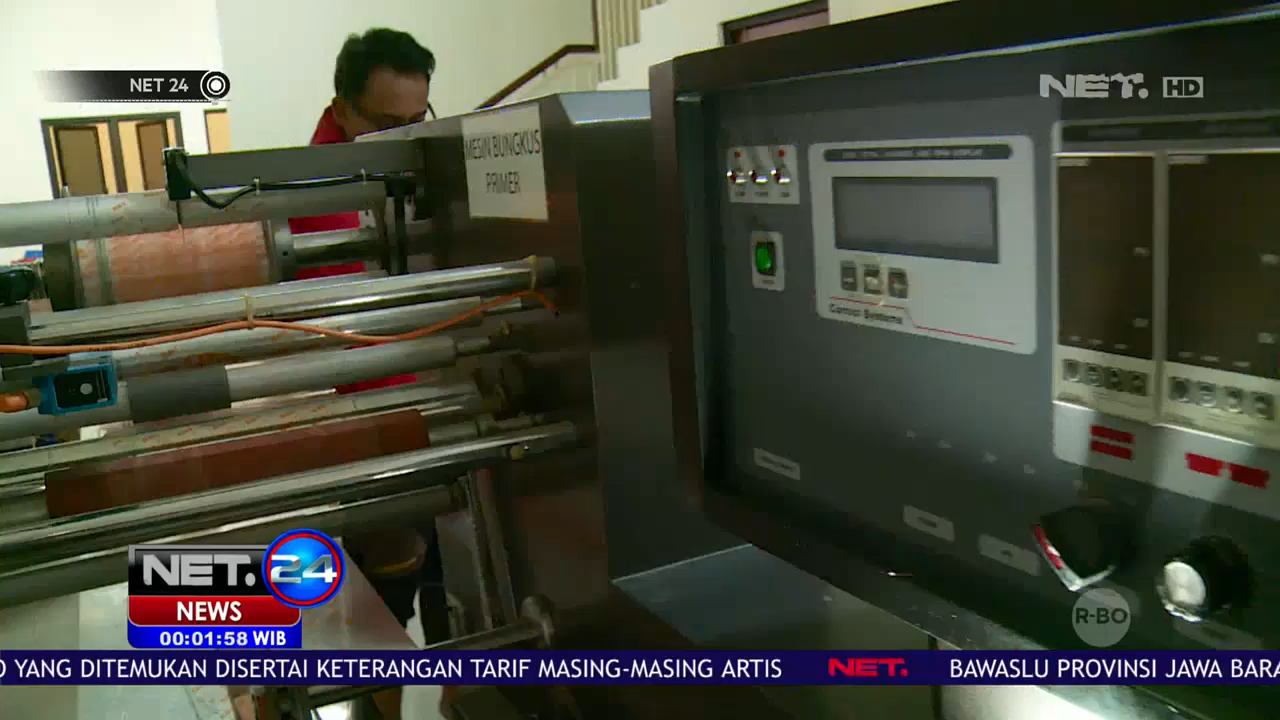 NET 24
NET. HD
MESIN BUNGKUS
PRIMER
Control Systems
NET. 24
NEWS
00:01:58 WIB
R-BO
O YANG DITEMUKAN DISERTAI KETERANGAN TARIF MASING-MASING ARTIS NET. BAWASLU PROVINSI JAWA BARA